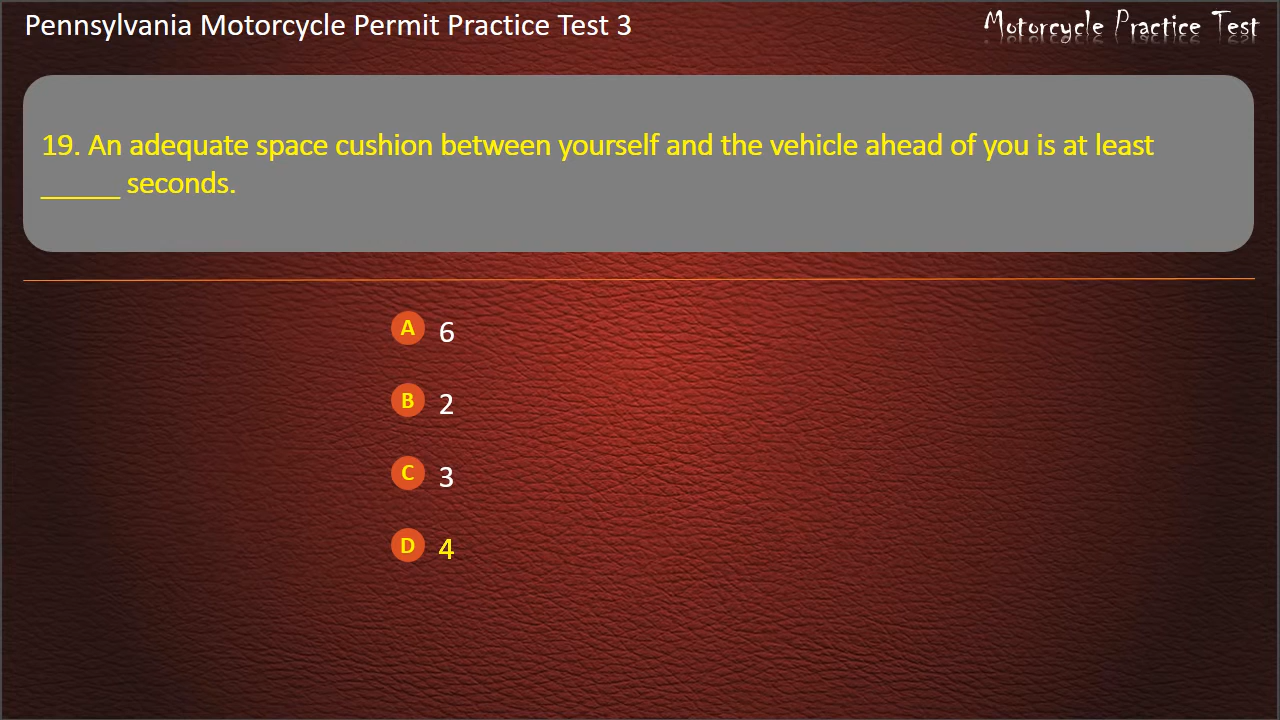 Pennsylvania Motorcycle Permit Practice Test 3
Motorcycle Practice Test
19. An adequate space cushion between yourself and the vehicle ahead of you is at least
______ seconds.
A 6
B 2
C 3
D 4